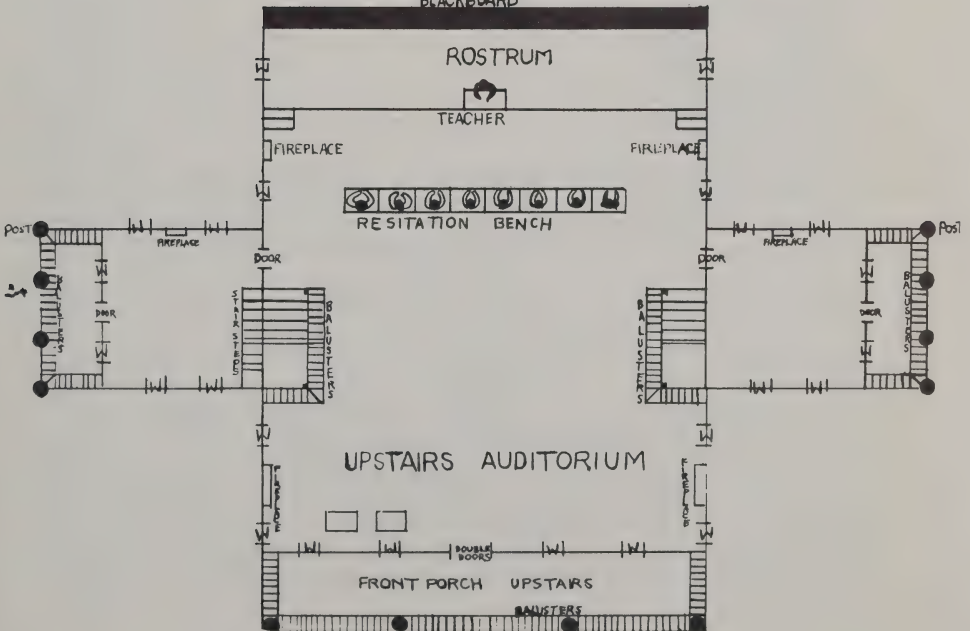 BLACKBOARD
W
ROSTRUM
W
TEACHER
FIREPLACE
FIREPLACE
W
W
RESITATION BENCH
POST
W
W
FIREPLACE
W
W
FIREPLACE
POST
DOOR
DOOR
W
W
BALUSTERS
DOOR
STAIR STEPS
BALUSTERS
BALUSTERS
DOOR
BALUSTERS
W
W
W
W
W
W
W
W
UPSTAIRS AUDITORIUM
FIREPLACE
W
W
W
W
DOUBLE
DOORS
W
W
W
FRONT PORCH UPSTAIRS
BALUSTERS